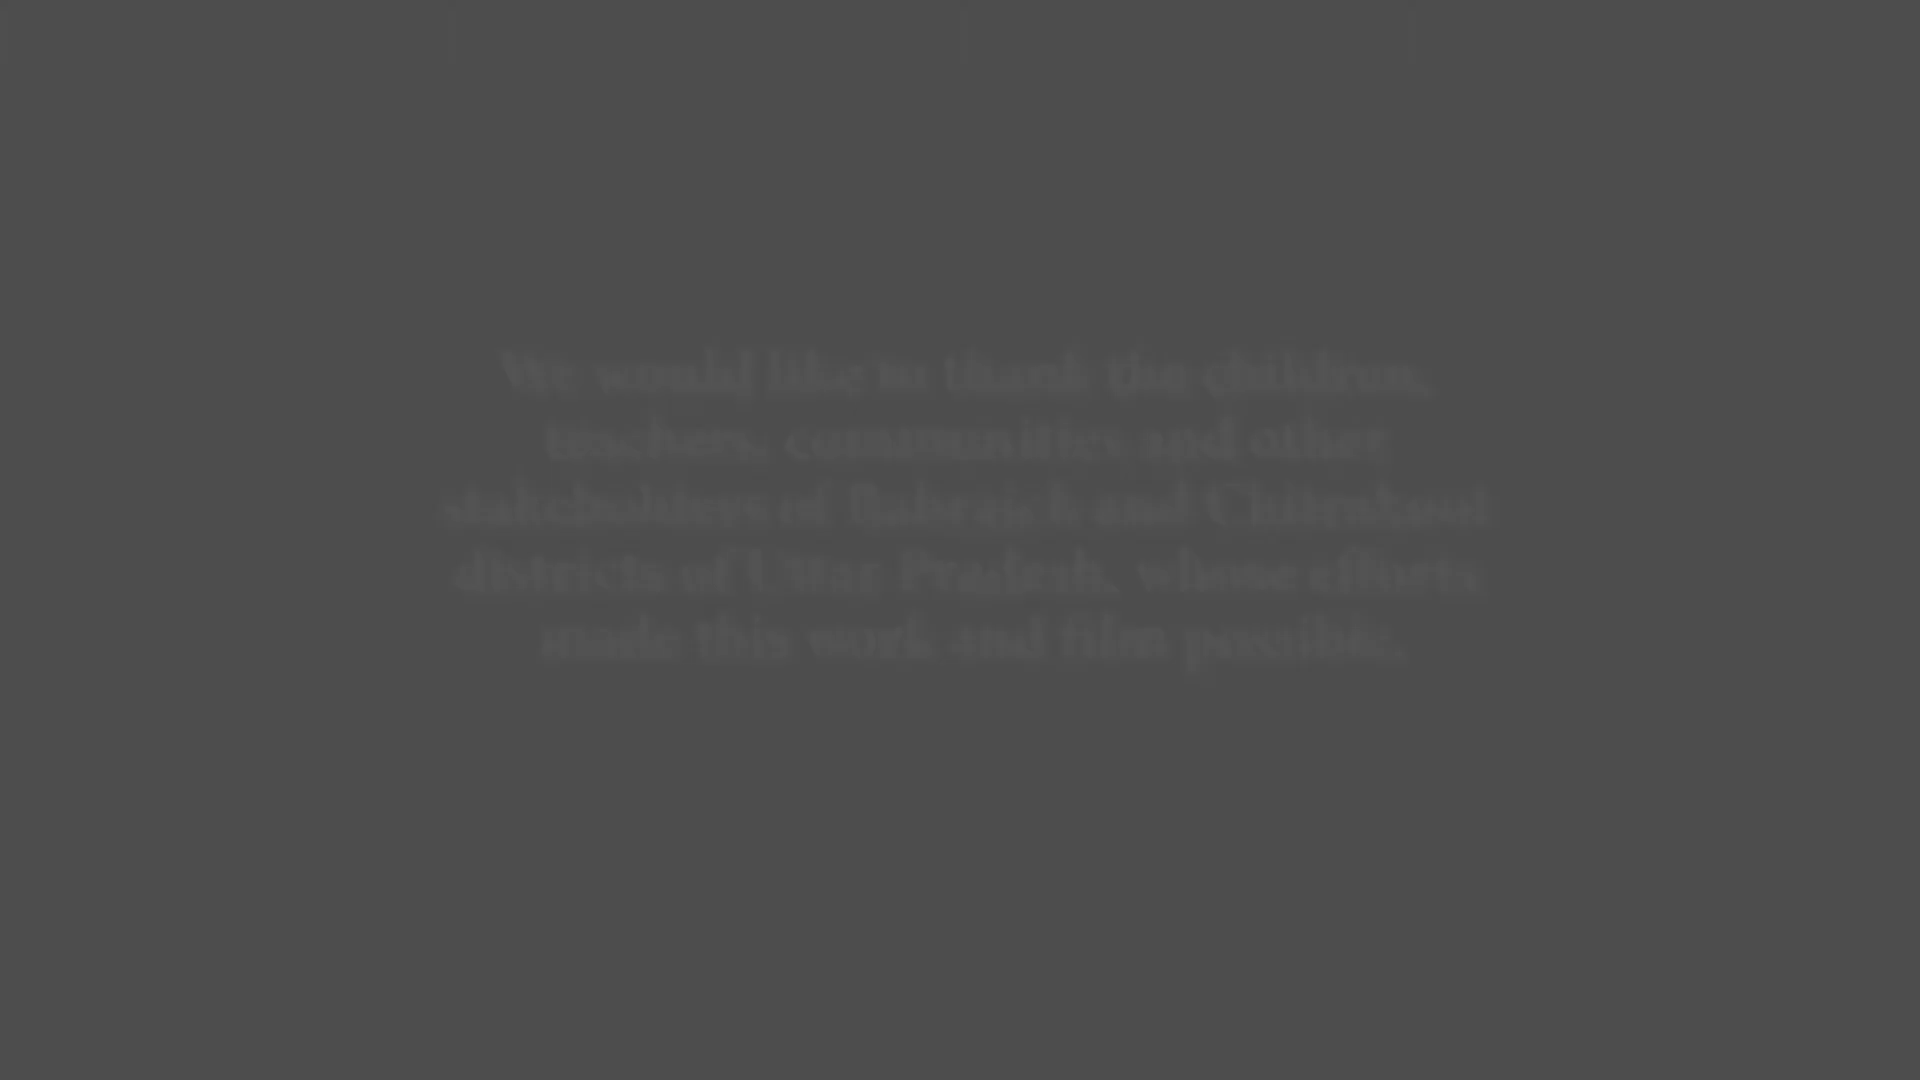 We would like to thank the children,
teachers, communities and other
stakeholders of Bahraich and Chitrakoot
districts of Uttar Pradesh, whose efforts
made this work and film possible.